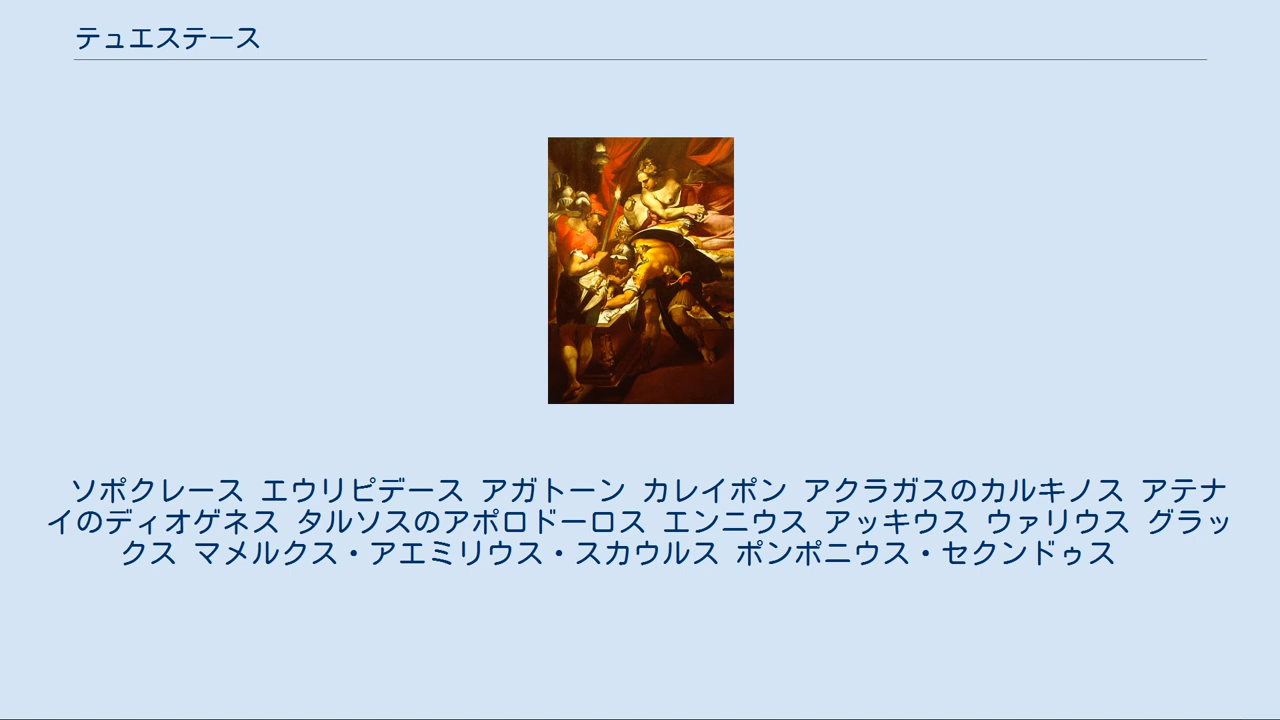 テュエステース
ソポクレース エウリピデース アガトーン カレイポン アクラガスのカルキノス アテナ
イのディオゲネス タルソスのアポロドーロス エンニウス アッキウス ウァリウス グラッ
クス マメルクス・アエミリウス・スカウルス ポンポニウス・セクンドゥス